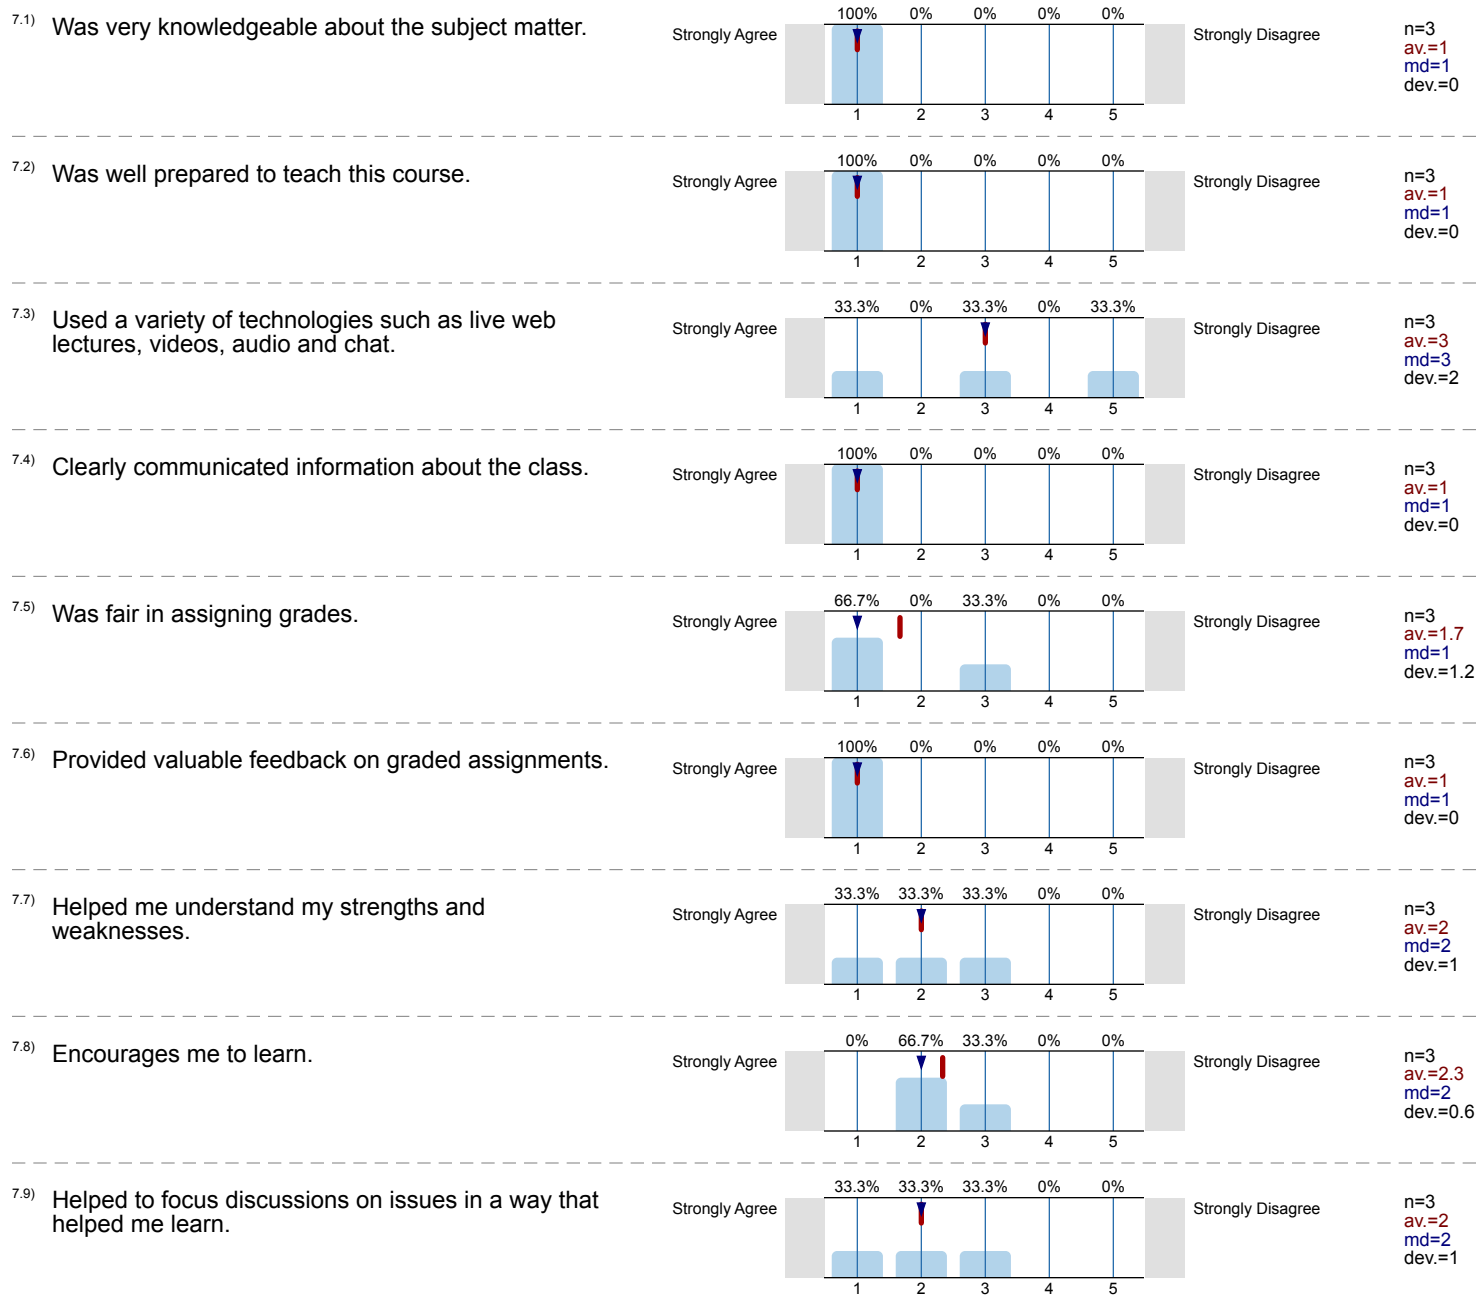 7.1) Was very knowledgeable about the subject matter.
Strongly Agree
100% 0% 0% 0% 0%
1 2 3 4 5
Strongly Disagree
n=3
av.=1
md=1
dev.=0
7.2) Was well prepared to teach this course.
Strongly Agree
100% 0% 0% 0% 0%
1 2 3 4 5
Strongly Disagree
n=3
av.=1
md=1
dev.=0
7.3) Used a variety of technologies such as live web
lectures, videos, audio and chat.
Strongly Agree
33.3% 0% 33.3% 0% 33.3%
1 2 3 4 5
Strongly Disagree
n=3
av.=3
md=3
dev.=2
7.4) Clearly communicated information about the class.
Strongly Agree
100% 0% 0% 0% 0%
1 2 3 4 5
Strongly Disagree
n=3
av.=1
md=1
dev.=0
7.5) Was fair in assigning grades.
Strongly Agree
66.7% 0% 33.3% 0% 0%
1 2 3 4 5
Strongly Disagree
n=3
av.=1.7
md=1
dev.=1.2
7.6) Provided valuable feedback on graded assignments.
Strongly Agree
100% 0% 0% 0% 0%
1 2 3 4 5
Strongly Disagree
n=3
av.=1
md=1
dev.=0
7.7) Helped me understand my strengths and
weaknesses.
Strongly Agree
33.3% 33.3% 33.3% 0% 0%
1 2 3 4 5
Strongly Disagree
n=3
av.=2
md=2
dev.=1
7.8) Encourages me to learn.
Strongly Agree
0% 66.7% 33.3% 0% 0%
1 2 3 4 5
Strongly Disagree
n=3
av.=2.3
md=2
dev.=0.6
7.9) Helped to focus discussions on issues in a way that
helped me learn.
Strongly Agree
33.3% 33.3% 33.3% 0% 0%
1 2 3 4 5
Strongly Disagree
n=3
av.=2
md=2
dev.=1